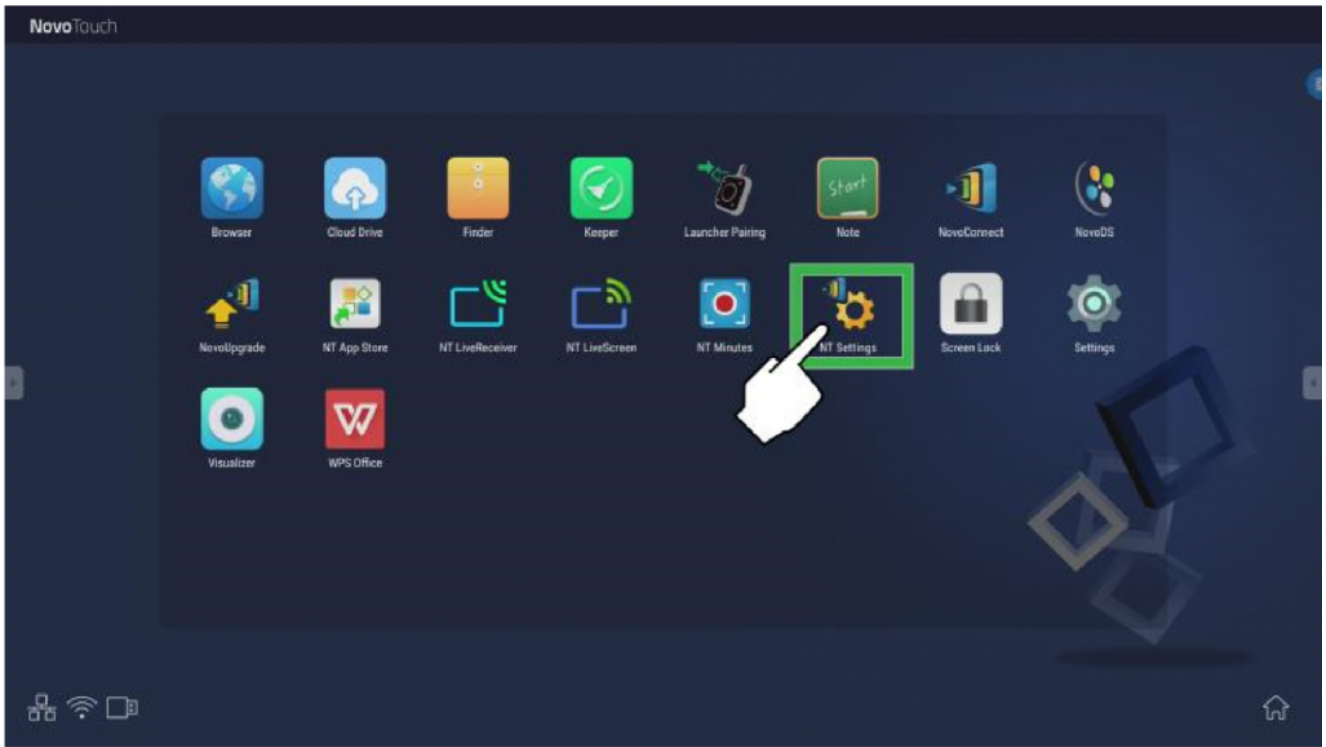 NovoTouch
Browser Cloud Drive Finder Keeper Launcher Pairing Note NovoConnect NovoDS
Start
NovoUpgrade NT App Store NT LiveReceiver NT LiveScreen NT Minutes NT Settings Screen Lock Settings
Visualizer WPS Office